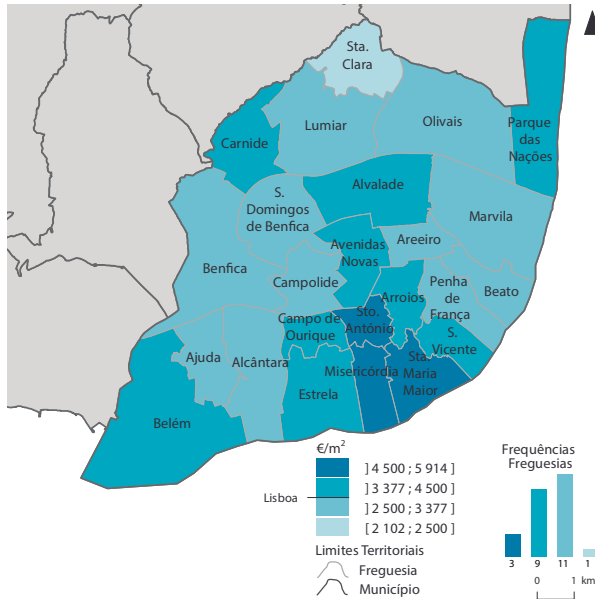 Sta.
Clara
Lumiar
Olivais
Parque
das
Nações
Carnide
Alvalade
S.
Domingos
de Benfica
Marvila
Avenidas
Novas
Areeiro
Benfica
Campolide
Penha
de
França
Beato
Arroios
Sto.
António
Campo de
Ourique
S.
Vicente
Ajuda
Alcântara
Misericórdia
Sta.
Maria
Maior
Estrela
Belém
€/m²
] 4 500 ; 5 914 ]
] 3 377 ; 4 500 ]
Lisboa
] 2 500 ; 3 377 ]
[ 2 102 ; 2 500 ]
Limites Territoriais
Freguesia
Município
Frequências
Freguesias
3 9 11 1
0 1 km